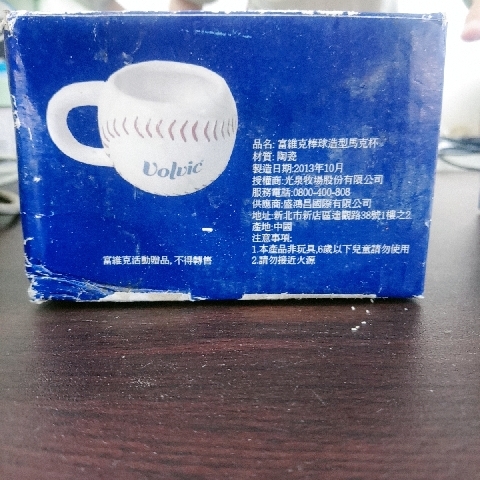 Volvic
品名: 富維克棒球造型馬克杯
材質: 陶瓷
製造日期:2013年10月
授權商:光泉牧場股份有限公司
服務電話:0800-400-808
供應商:盛鴻昌國際有限公司
地址:新北市新店區達觀路38號1樓之2
產地:中國
注意事項:
1.本產品非玩具,6歲以下兒童請勿使用
2.請勿接近火源
富維克活動贈品, 不得轉售